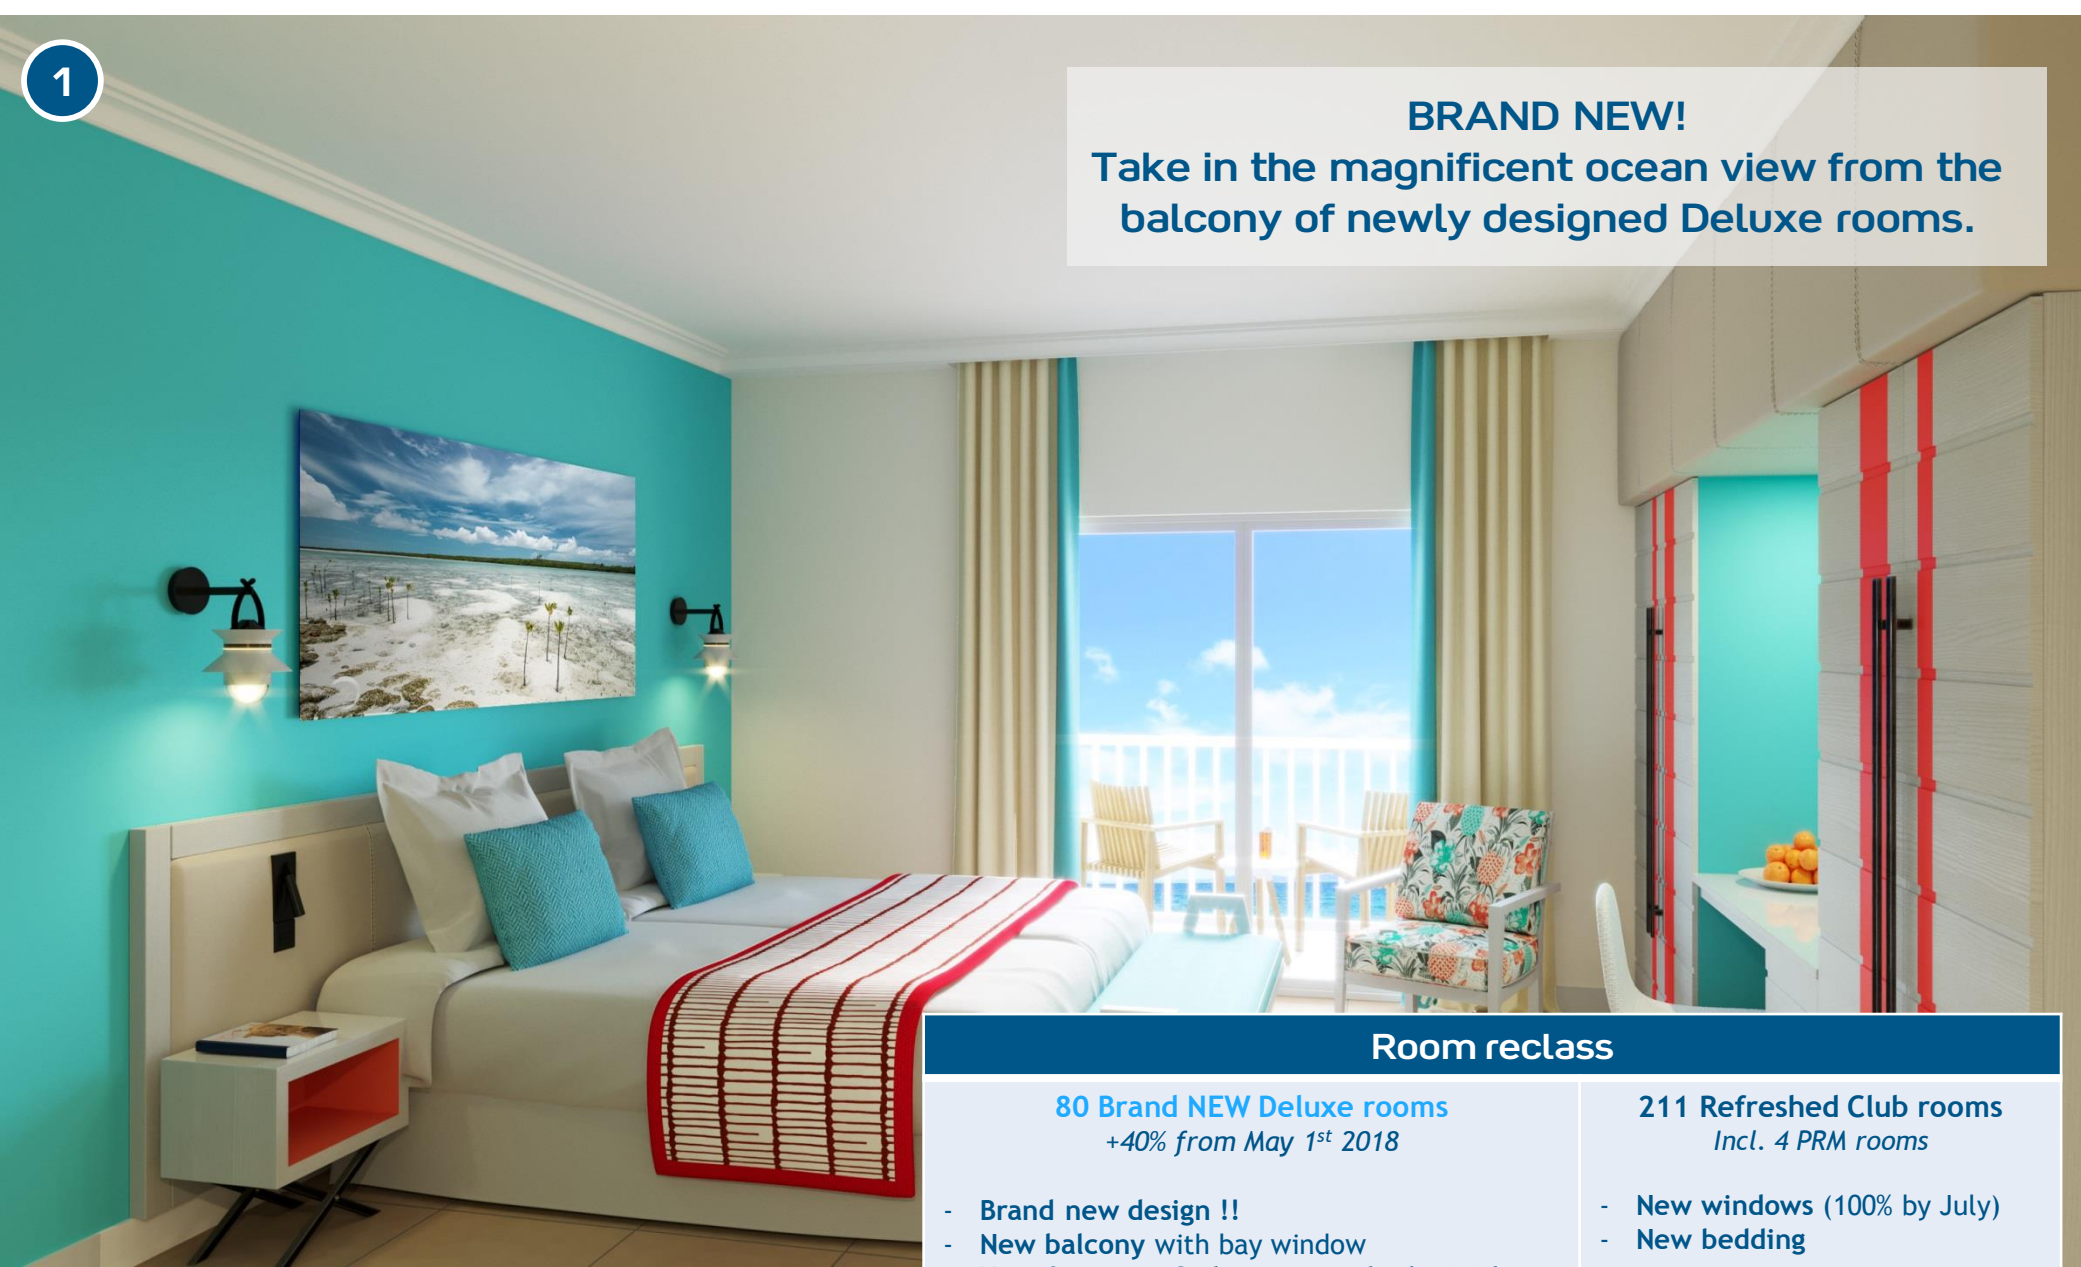 1
BRAND NEW!
Take in the magnificent ocean view from the
balcony of newly designed Deluxe rooms.
Room reclass
80 Brand NEW Deluxe rooms
+40% from May 1st 2018
- Brand new design !!
- New balcony with bay window
211 Refreshed Club rooms
Incl. 4 PRM rooms
- New windows (100% by July)
- New bedding